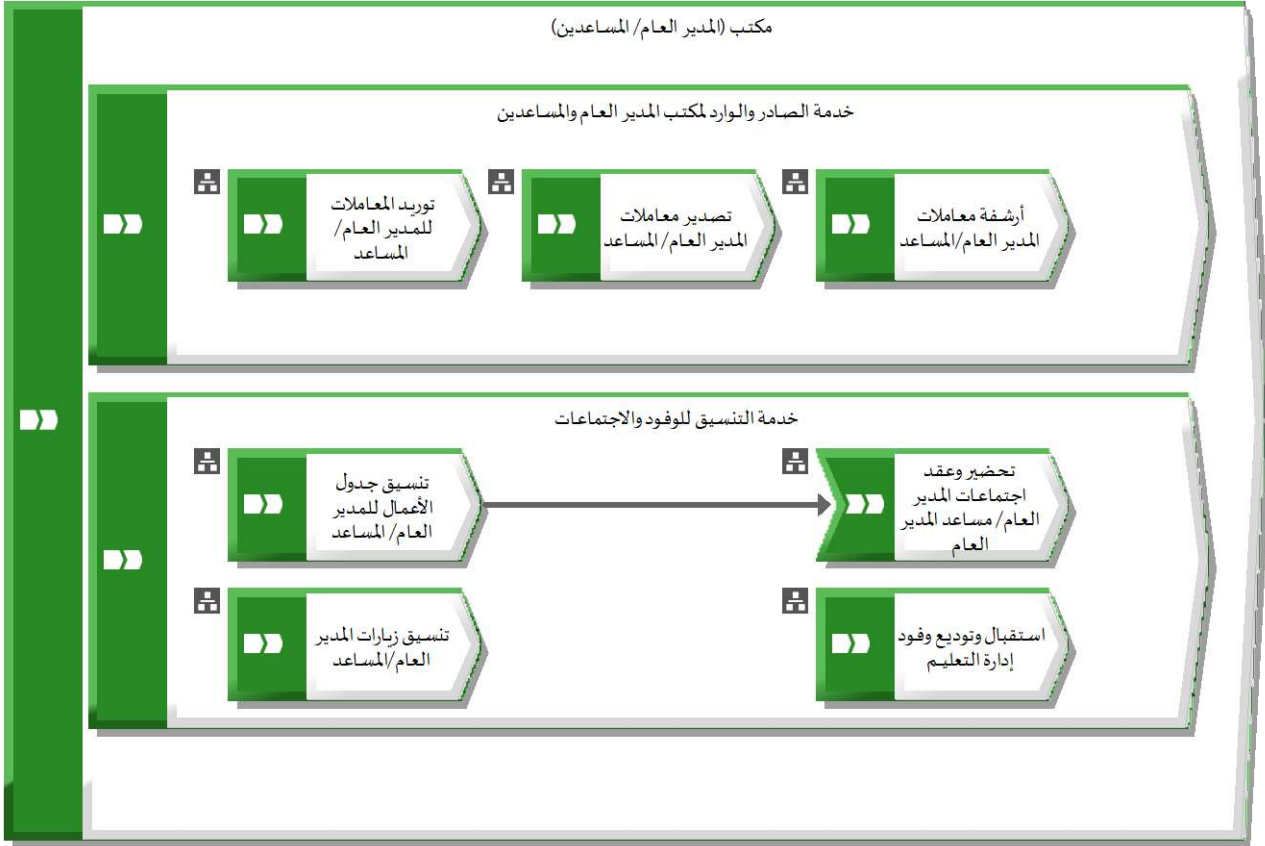 مكتب (المدير العام/ المساعدين)
خدمة الصادر والوارد لمكتب المدير العام والمساعدين
توريد المعاملات
للمدير العام/
المساعد
تصدير معاملات
المدير العام/ المساعد
أرشفة معاملات
المدير العام/المساعد
خدمة التنسيق للوفود والاجتماعات
تنسيق جدول
الأعمال للمدير
العام/ المساعد
تحضير وعقد
اجتماعات المدير
العام/ مساعد المدير
العام
تنسيق زيارات المدير
العام/المساعد
استقبال وتوديع وفود
إدارة التعليم